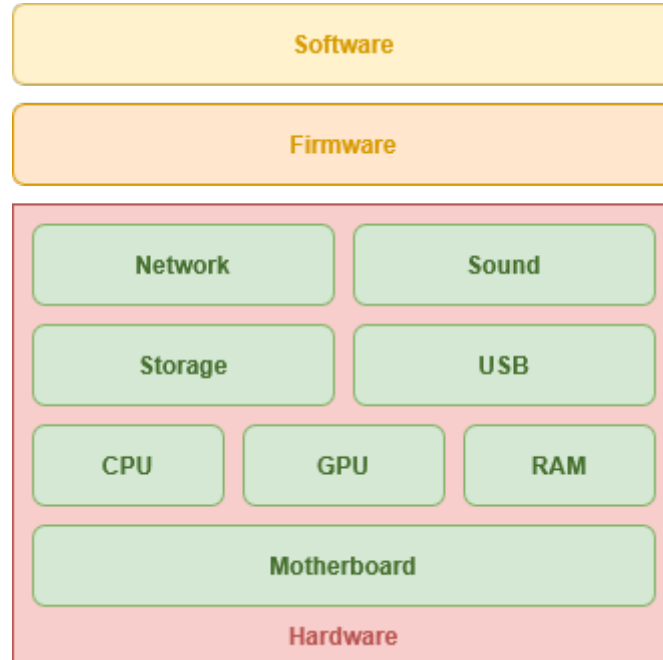 Software
Firmware
Network Sound
Storage USB
CPU GPU RAM
Motherboard
Hardware